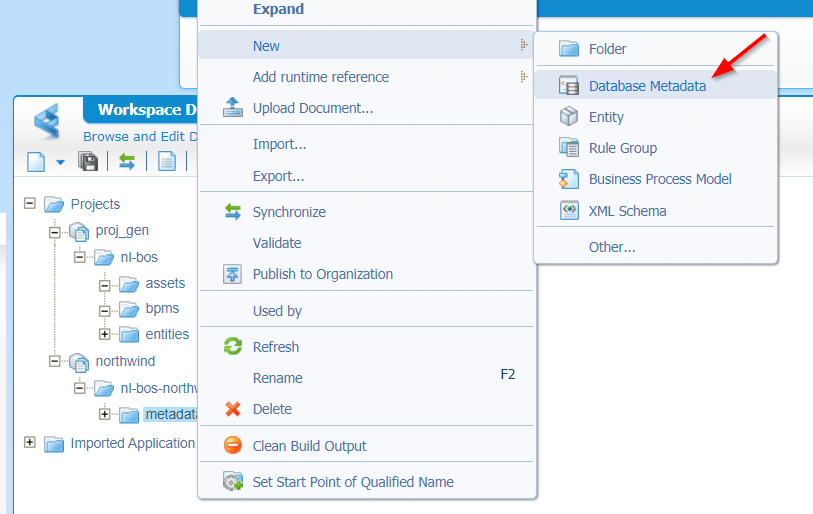 Workspace D
Browse and Edit D
Projects
proj_gen
nl-bos
assets
bpms
entities
northwind
nl-bos-northw
metadata
Imported Application
Expand
New
Add runtime reference
Upload Document...
Import...
Export...
Synchronize
Validate
Publish to Organization
Used by
Refresh
Rename F2
Delete
Clean Build Output
Set Start Point of Qualified Name
Folder
Database Metadata
Entity
Rule Group
Business Process Model
XML Schema
Other...